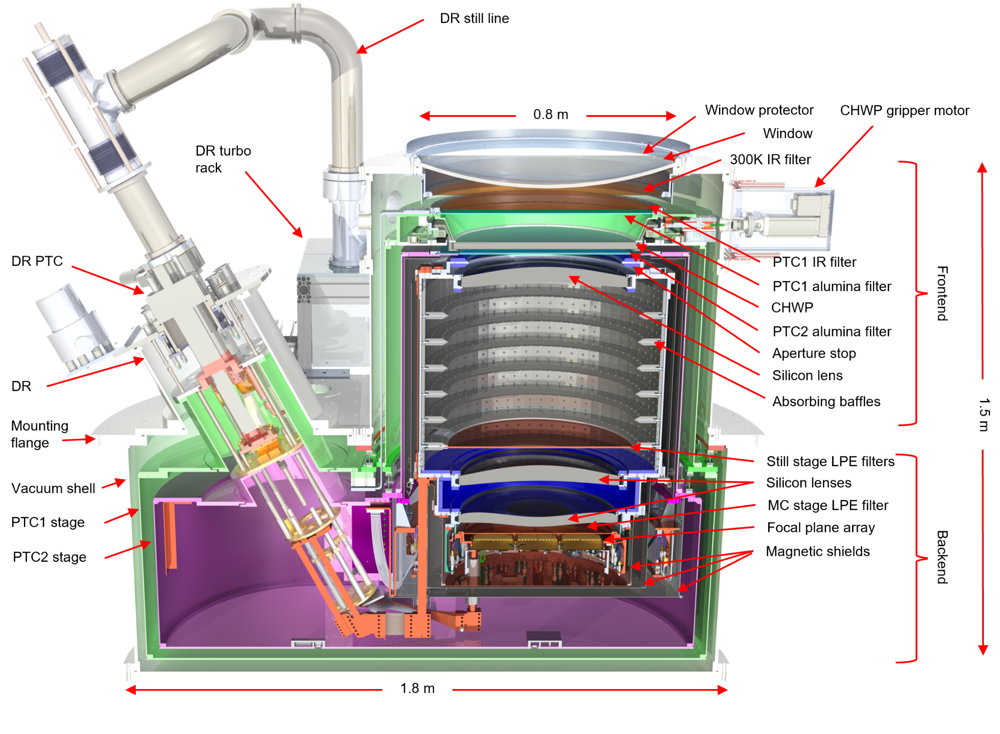 DR still line
0.8 m
Window protector
CHWP gripper motor
Window
300K IR filter
DR turbo
rack
DR PTC
DR
Mounting
flange
Vacuum shell
PTC1 stage
PTC2 stage
PTC1 IR filter
PTC1 alumina filter
CHWP
PTC2 alumina filter
Aperture stop
Silicon lens
Absorbing baffles
Frontend
1.5 m
Still stage LPE filters
Silicon lenses
MC stage LPE filter
Focal plane array
Magnetic shields
Backend
1.8 m